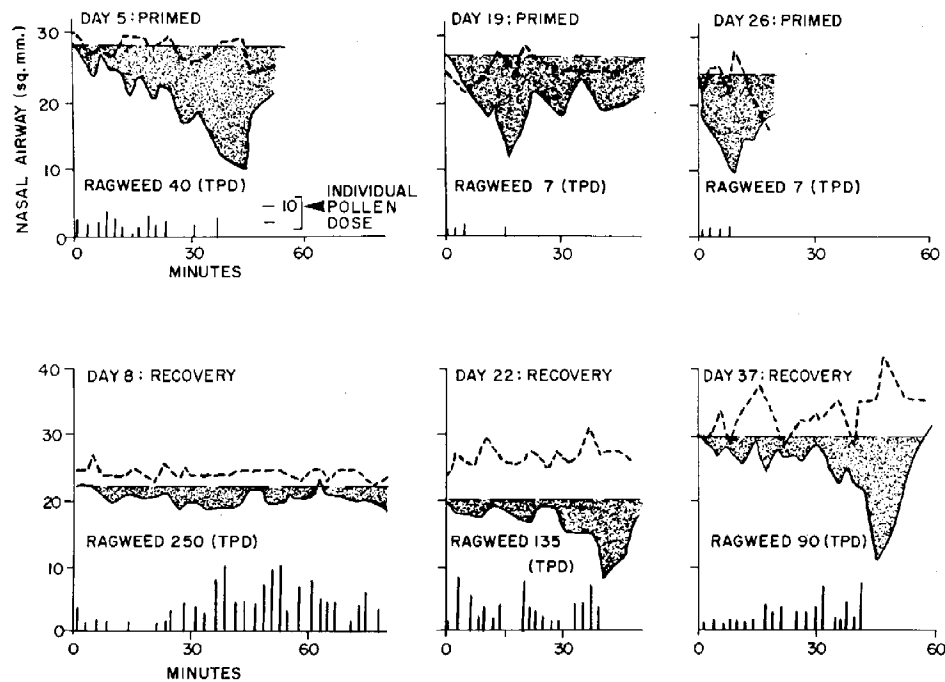 NASAL AIRWAY (sq. mm.)
DAY 5: PRIMED
30
20
10
0
RAGWEED 40 (TPD)
10
INDIVIDUAL
POLLEN
DOSE
0 30 60
MINUTES
DAY 19: PRIMED
RAGWEED 7 (TPD)
0 30
DAY 26: PRIMED
RAGWEED 7 (TPD)
0 60
DAY 8: RECOVERY
40
30
20
10
0
RAGWEED 250 (TPD)
0 60
MINUTES
DAY 22: RECOVERY
RAGWEED 135
(TPD)
0 30
DAY 37: RECOVERY
RAGWEED 90 (TPD)
0 60